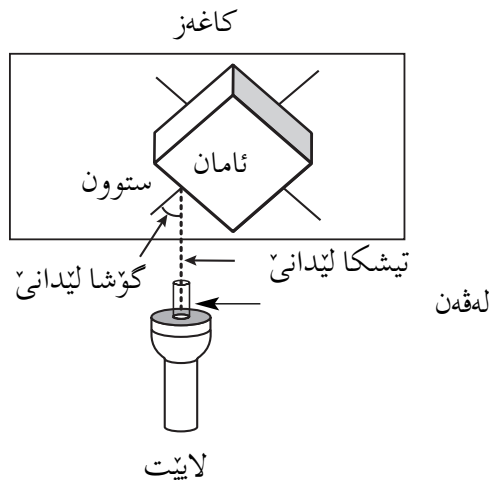 کاغەز
ئامان
ستوون
تیشکا لێدانێ
گۆشا لێدانێ
لەڤەن
لایێت